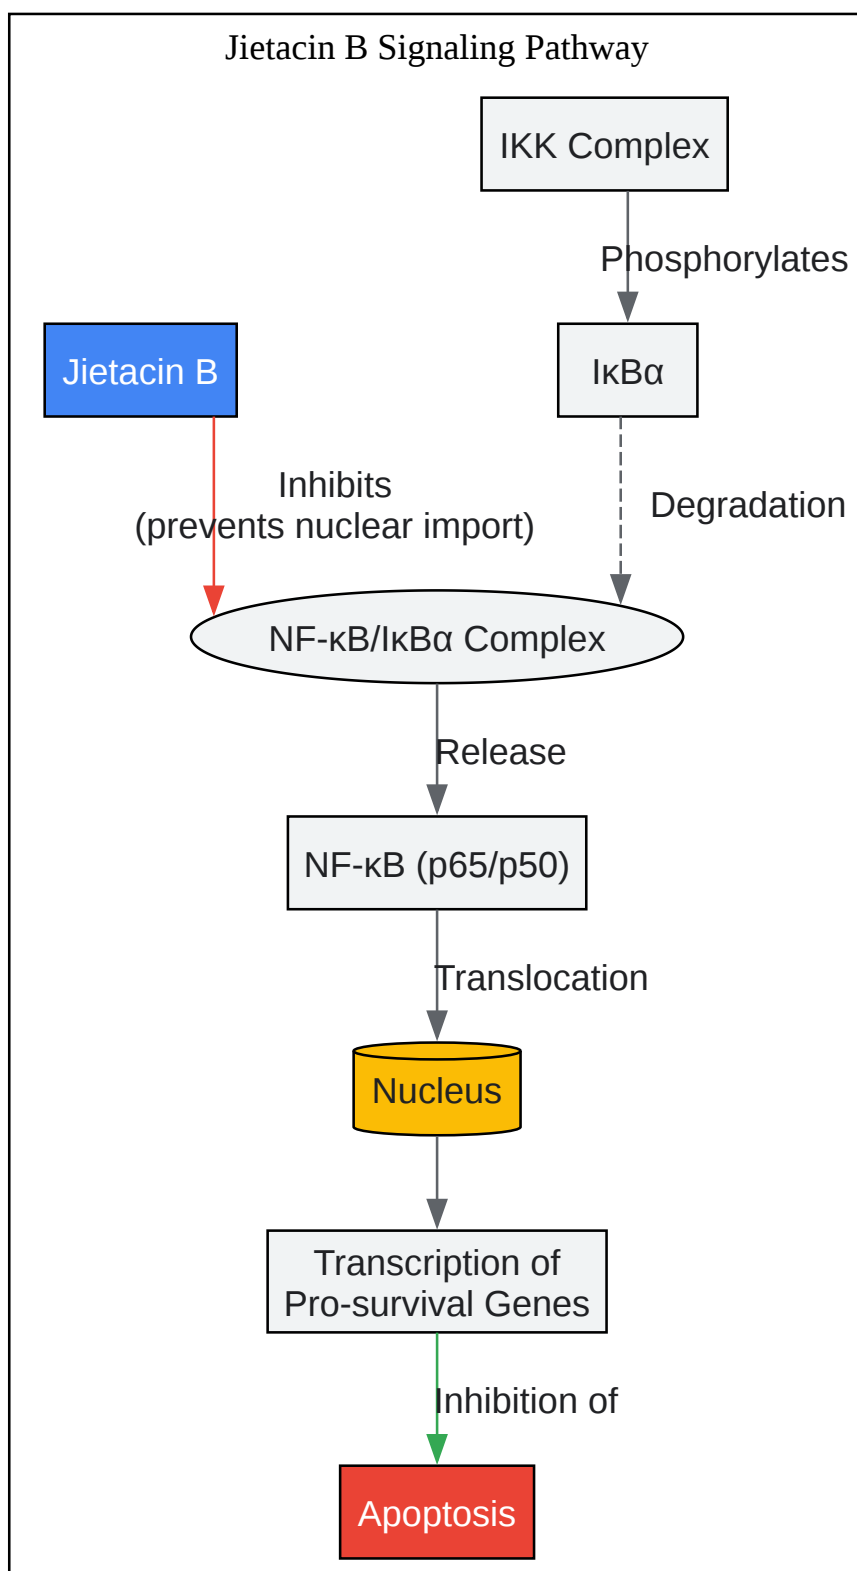 Jietacin B Signaling Pathway
IKK Complex
Phosphorylates
Jietacin B
IκBα
Inhibits
(prevents nuclear import)
Degradation
NF-κB/IκBα Complex
Release
NF-κB (p65/p50)
Translocation
Nucleus
Transcription of
Pro-survival Genes
Inhibition of
Apoptosis